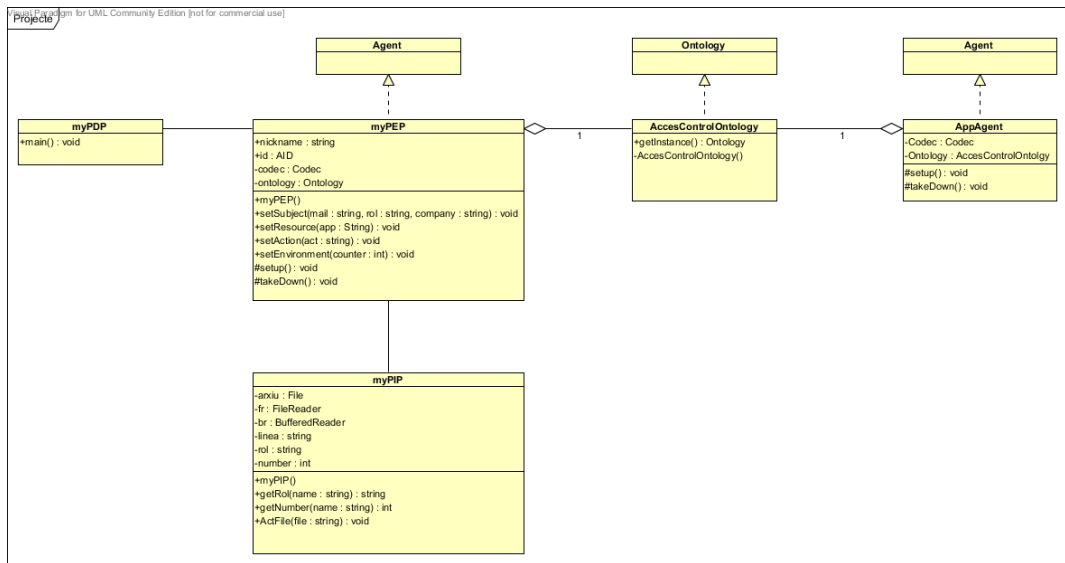 Visual Paradigm for UML Community Edition [not for commercial use]
Projecte
Agent
Ontology
Agent
myPDP
+main() : void
myPEP
+nickname : string
+id : AID
-codec : Codec
-ontology : Ontology
+myPEP()
+setSubject(mail : string, rol : string, company : string) : void
+setResource(app : String) : void
+setAction(act : string) : void
+setEnvironment(counter : int) : void
#setup() : void
#takeDown() : void
1
AccesControlOntology
+getInstance() : Ontology
-AccesControlOntology()
1
AppAgent
-Codec : Codec
-Ontology : AccesControlOntolgy
#setup() : void
#takeDown() : void
myPIP
-arxiu : File
-fr : FileReader
-br : BufferedReader
-linea : string
-rol : string
-number : int
+myPIP()
+getRol(name : string) : string
+getNumber(name : string) : int
+ActFile(file : string) : void